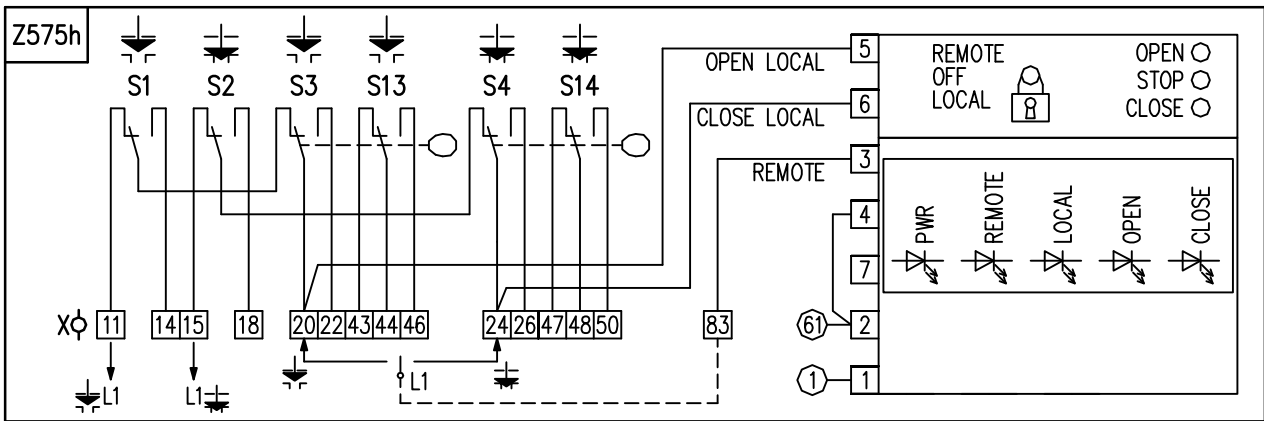 Z575h
S1 S2 S3 S13 S4 S14
OPEN LOCAL
CLOSE LOCAL
REMOTE
5
6
3
4
7
2
1
61
1
REMOTE
OFF
LOCAL
OPEN
STOP
CLOSE
PWR
REMOTE
LOCAL
OPEN
CLOSE
X 11 14 15 18 20 22 43 44 46 24 26 47 48 50 83
L1 L1 L1